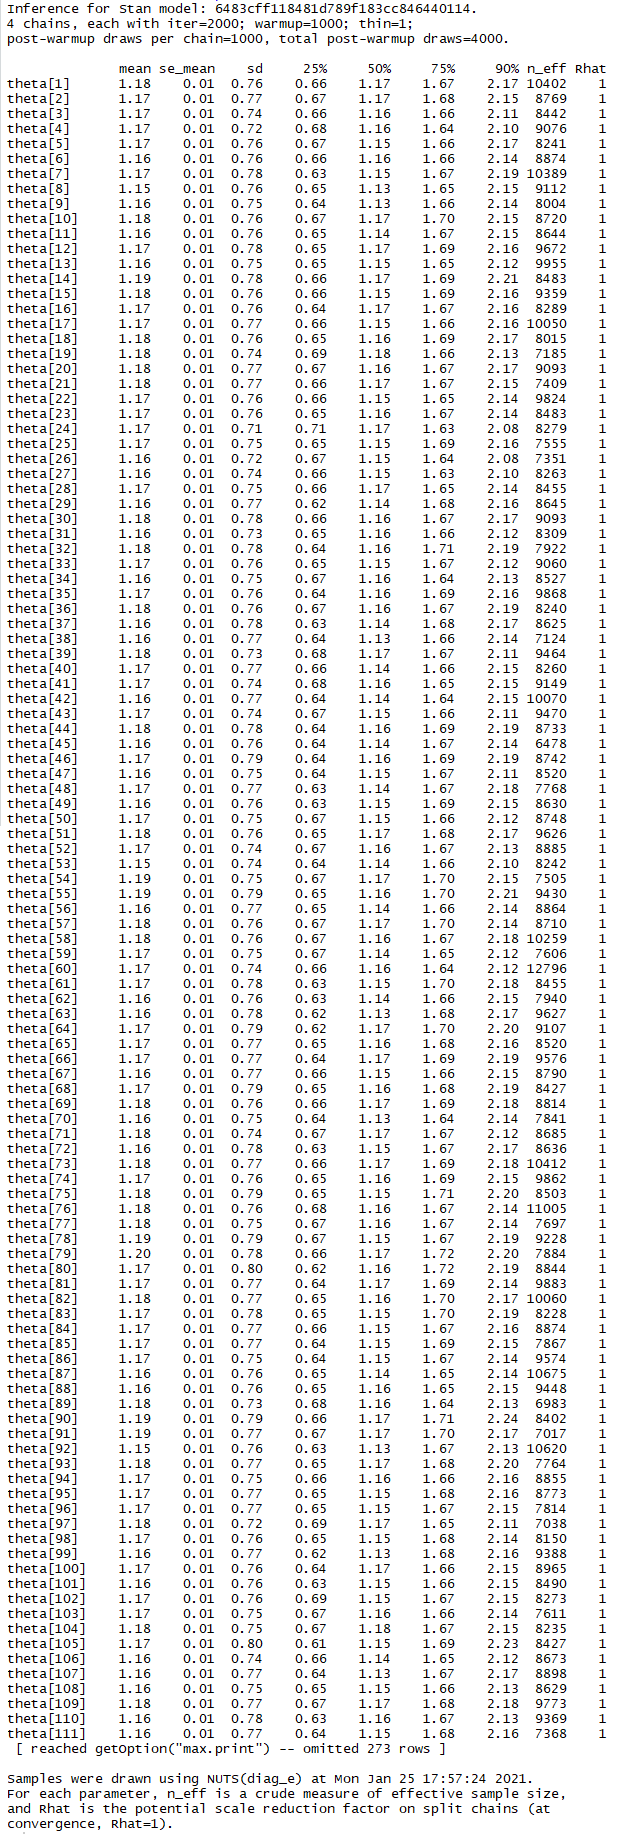 Inference for Stan model: 6483cff118481d789f183cc846440114.
4 chains, each with iter=2000; warmup=1000; thin=1;
post-warmup draws per chain=1000, total post-warmup draws=4000.
mean se_mean sd 25% 50% 75% 90% n_eff Rhat
theta[1] 1.18 0.01 0.76 0.66 1.17 1.67 2.17 10402 1
theta[2] 1.17 0.01 0.77 0.67 1.17 1.68 2.15 8769 1
theta[3] 1.17 0.01 0.74 0.66 1.16 1.66 2.11 8442 1
theta[4] 1.17 0.01 0.72 0.68 1.16 1.64 2.10 9076 1
theta[5] 1.17 0.01 0.76 0.67 1.15 1.66 2.17 8241 1
theta[6] 1.16 0.01 0.76 0.66 1.16 1.66 2.14 8874 1
theta[7] 1.17 0.01 0.78 0.63 1.15 1.67 2.19 10389 1
theta[8] 1.15 0.01 0.76 0.65 1.13 1.65 2.15 9112 1
theta[9] 1.16 0.01 0.75 0.64 1.13 1.66 2.14 8004 1
theta[10] 1.18 0.01 0.76 0.67 1.17 1.70 2.15 8720 1
theta[11] 1.16 0.01 0.76 0.65 1.14 1.67 2.15 8644 1
theta[12] 1.17 0.01 0.78 0.65 1.17 1.69 2.16 9672 1
theta[13] 1.16 0.01 0.75 0.65 1.15 1.65 2.12 9955 1
theta[14] 1.19 0.01 0.78 0.66 1.17 1.69 2.21 8483 1
theta[15] 1.18 0.01 0.76 0.66 1.15 1.69 2.16 9359 1
theta[16] 1.17 0.01 0.76 0.64 1.17 1.67 2.16 8289 1
theta[17] 1.17 0.01 0.77 0.66 1.15 1.66 2.16 10050 1
theta[18] 1.18 0.01 0.76 0.65 1.16 1.69 2.17 8015 1
theta[19] 1.18 0.01 0.74 0.69 1.18 1.66 2.13 7185 1
theta[20] 1.18 0.01 0.77 0.67 1.16 1.67 2.17 9093 1
theta[21] 1.18 0.01 0.77 0.66 1.17 1.67 2.15 7409 1
theta[22] 1.17 0.01 0.76 0.66 1.15 1.65 2.14 9824 1
theta[23] 1.17 0.01 0.76 0.65 1.16 1.67 2.14 8483 1
theta[24] 1.17 0.01 0.71 0.71 1.17 1.63 2.08 8279 1
theta[25] 1.17 0.01 0.75 0.65 1.15 1.69 2.16 7555 1
theta[26] 1.16 0.01 0.72 0.67 1.15 1.64 2.08 7351 1
theta[27] 1.16 0.01 0.74 0.66 1.15 1.63 2.10 8263 1
theta[28] 1.17 0.01 0.75 0.66 1.17 1.65 2.14 8455 1
theta[29] 1.16 0.01 0.77 0.62 1.14 1.68 2.16 8645 1
theta[30] 1.18 0.01 0.78 0.66 1.16 1.67 2.17 9093 1
theta[31] 1.16 0.01 0.73 0.65 1.16 1.66 2.12 8309 1
theta[32] 1.18 0.01 0.78 0.64 1.16 1.71 2.19 7922 1
theta[33] 1.17 0.01 0.76 0.65 1.15 1.67 2.12 9060 1
theta[34] 1.16 0.01 0.75 0.67 1.16 1.64 2.13 8527 1
theta[35] 1.17 0.01 0.76 0.64 1.16 1.69 2.16 9868 1
theta[36] 1.18 0.01 0.76 0.67 1.16 1.67 2.19 8240 1
theta[37] 1.16 0.01 0.78 0.63 1.14 1.68 2.17 8625 1
theta[38] 1.16 0.01 0.77 0.64 1.13 1.66 2.14 7124 1
theta[39] 1.18 0.01 0.73 0.68 1.17 1.67 2.11 9464 1
theta[40] 1.17 0.01 0.77 0.66 1.14 1.66 2.15 8260 1
theta[41] 1.17 0.01 0.74 0.68 1.16 1.65 2.15 9149 1
theta[42] 1.16 0.01 0.77 0.64 1.14 1.64 2.15 10070 1
theta[43] 1.17 0.01 0.74 0.67 1.15 1.66 2.11 9470 1
theta[44] 1.18 0.01 0.78 0.64 1.16 1.69 2.19 8733 1
theta[45] 1.16 0.01 0.76 0.64 1.14 1.67 2.14 6478 1
theta[46] 1.17 0.01 0.79 0.64 1.16 1.69 2.19 8742 1
theta[47] 1.16 0.01 0.75 0.64 1.15 1.67 2.11 8520 1
theta[48] 1.17 0.01 0.77 0.63 1.14 1.67 2.18 7768 1
theta[49] 1.16 0.01 0.76 0.63 1.15 1.69 2.15 8630 1
theta[50] 1.17 0.01 0.75 0.67 1.15 1.66 2.12 8748 1
theta[51] 1.18 0.01 0.76 0.65 1.17 1.68 2.17 9626 1
theta[52] 1.17 0.01 0.74 0.67 1.16 1.67 2.13 8885 1
theta[53] 1.15 0.01 0.74 0.64 1.14 1.66 2.10 8242 1
theta[54] 1.19 0.01 0.75 0.67 1.17 1.70 2.15 7505 1
theta[55] 1.19 0.01 0.79 0.65 1.16 1.70 2.21 9430 1
theta[56] 1.16 0.01 0.77 0.65 1.14 1.66 2.14 8864 1
theta[57] 1.18 0.01 0.76 0.67 1.17 1.70 2.14 8710 1
theta[58] 1.18 0.01 0.76 0.67 1.16 1.67 2.18 10259 1
theta[59] 1.17 0.01 0.75 0.67 1.14 1.65 2.12 7606 1
theta[60] 1.17 0.01 0.74 0.66 1.16 1.64 2.12 12796 1
theta[61] 1.17 0.01 0.78 0.63 1.15 1.70 2.18 8455 1
theta[62] 1.16 0.01 0.76 0.63 1.14 1.66 2.15 7940 1
theta[63] 1.16 0.01 0.78 0.62 1.13 1.68 2.17 9627 1
theta[64] 1.17 0.01 0.79 0.62 1.17 1.70 2.20 9107 1
theta[65] 1.17 0.01 0.77 0.65 1.16 1.68 2.16 8520 1
theta[66] 1.17 0.01 0.77 0.64 1.17 1.69 2.19 9576 1
theta[67] 1.16 0.01 0.77 0.66 1.15 1.66 2.15 8790 1
theta[68] 1.17 0.01 0.79 0.65 1.16 1.68 2.19 8427 1
theta[69] 1.18 0.01 0.76 0.66 1.17 1.69 2.18 8814 1
theta[70] 1.16 0.01 0.75 0.64 1.13 1.64 2.14 7841 1
theta[71] 1.18 0.01 0.74 0.67 1.17 1.67 2.12 8685 1
theta[72] 1.16 0.01 0.78 0.63 1.15 1.67 2.17 8636 1
theta[73] 1.18 0.01 0.77 0.66 1.17 1.69 2.18 10412 1
theta[74] 1.17 0.01 0.76 0.65 1.16 1.69 2.15 9862 1
theta[75] 1.18 0.01 0.79 0.65 1.15 1.71 2.20 8503 1
theta[76] 1.18 0.01 0.76 0.68 1.16 1.67 2.14 11005 1
theta[77] 1.18 0.01 0.75 0.67 1.16 1.67 2.14 7697 1
theta[78] 1.19 0.01 0.79 0.67 1.15 1.67 2.19 9228 1
theta[79] 1.20 0.01 0.78 0.66 1.17 1.72 2.20 7884 1
theta[80] 1.17 0.01 0.80 0.62 1.16 1.72 2.19 8844 1
theta[81] 1.17 0.01 0.77 0.64 1.17 1.69 2.14 9883 1
theta[82] 1.18 0.01 0.77 0.65 1.16 1.70 2.17 10060 1
theta[83] 1.17 0.01 0.78 0.65 1.15 1.70 2.19 8228 1
theta[84] 1.17 0.01 0.77 0.66 1.15 1.67 2.16 8874 1
theta[85] 1.17 0.01 0.77 0.64 1.15 1.69 2.15 7867 1
theta[86] 1.17 0.01 0.75 0.64 1.15 1.67 2.14 9574 1
theta[87] 1.16 0.01 0.76 0.65 1.14 1.65 2.14 10675 1
theta[88] 1.16 0.01 0.76 0.65 1.16 1.65 2.15 9448 1
theta[89] 1.18 0.01 0.73 0.68 1.16 1.64 2.13 6983 1
theta[90] 1.19 0.01 0.79 0.66 1.17 1.71 2.24 8402 1
theta[91] 1.19 0.01 0.77 0.67 1.17 1.70 2.17 7017 1
theta[92] 1.15 0.01 0.76 0.63 1.13 1.67 2.13 10620 1
theta[93] 1.18 0.01 0.77 0.65 1.17 1.68 2.20 7764 1
theta[94] 1.17 0.01 0.75 0.66 1.16 1.66 2.16 8855 1
theta[95] 1.17 0.01 0.77 0.65 1.15 1.68 2.16 8773 1
theta[96] 1.17 0.01 0.77 0.65 1.15 1.67 2.15 7814 1
theta[97] 1.18 0.01 0.72 0.69 1.17 1.65 2.11 7038 1
theta[98] 1.17 0.01 0.76 0.65 1.15 1.68 2.14 8150 1
theta[99] 1.16 0.01 0.77 0.62 1.13 1.68 2.16 9388 1
theta[100] 1.17 0.01 0.76 0.64 1.17 1.66 2.15 8965 1
theta[101] 1.16 0.01 0.76 0.63 1.15 1.66 2.15 8490 1
theta[102] 1.17 0.01 0.76 0.69 1.15 1.67 2.15 8273 1
theta[103] 1.17 0.01 0.75 0.67 1.16 1.66 2.14 7611 1
theta[104] 1.18 0.01 0.75 0.67 1.18 1.67 2.15 8235 1
theta[105] 1.17 0.01 0.80 0.61 1.15 1.69 2.23 8427 1
theta[106] 1.16 0.01 0.74 0.66 1.14 1.65 2.12 8673 1
theta[107] 1.16 0.01 0.77 0.64 1.13 1.67 2.17 8898 1
theta[108] 1.16 0.01 0.75 0.65 1.15 1.66 2.13 8629 1
theta[109] 1.18 0.01 0.77 0.67 1.17 1.68 2.18 9773 1
theta[110] 1.16 0.01 0.78 0.63 1.16 1.67 2.13 9369 1
theta[111] 1.16 0.01 0.77 0.64 1.15 1.68 2.16 7368 1
[ reached getOption("max.print") -- omitted 273 rows ]
Samples were drawn using NUTS(diag_e) at Mon Jan 25 17:57:24 2021.
For each parameter, n_eff is a crude measure of effective sample size,
and Rhat is the potential scale reduction factor on split chains (at
convergence, Rhat=1).